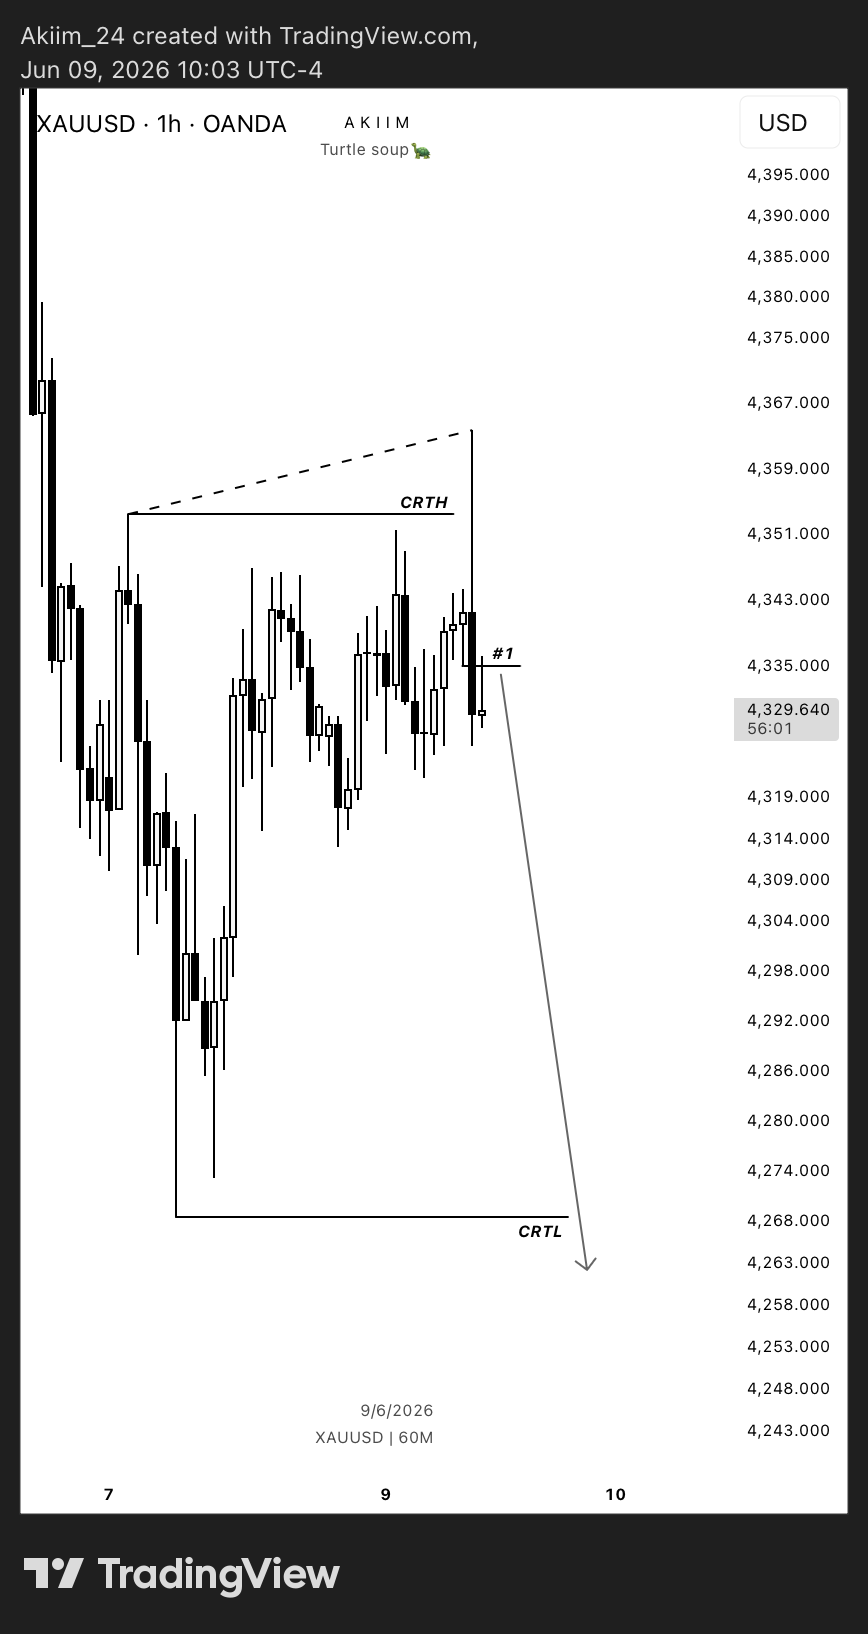 Akiim_24 created with TradingView.com,
Jun 09, 2026 10:03 UTC-4
XAUUSD · 1h · OANDA
AKIIM
USD
Turtle soup🐢
4,395.000
4,390.000
4,385.000
4,380.000
4,375.000
4,367.000
4,359.000
CRTH
4,351.000
4,343.000
#1
4,335.000
4,329.640
56:01
4,319.000
4,314.000
4,309.000
4,304.000
4,298.000
4,292.000
4,286.000
4,280.000
4,274.000
4,268.000
CRTL
4,263.000
4,258.000
4,253.000
4,248.000
9/6/2026
4,243.000
XAUUSD | 60M
7 9 10
TradingView